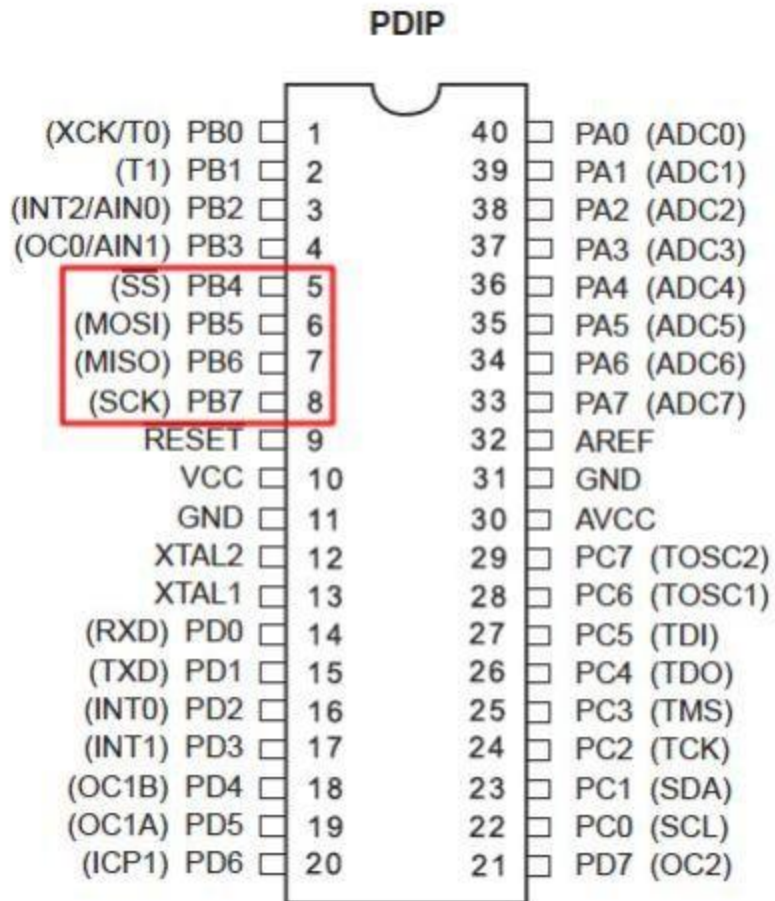 PDIP
(XCK/T0) PB0 1 40 PA0 (ADC0)
(T1) PB1 2 39 PA1 (ADC1)
(INT2/AIN0) PB2 3 38 PA2 (ADC2)
(OC0/AIN1) PB3 4 37 PA3 (ADC3)
(SS) PB4 5 36 PA4 (ADC4)
(MOSI) PB5 6 35 PA5 (ADC5)
(MISO) PB6 7 34 PA6 (ADC6)
(SCK) PB7 8 33 PA7 (ADC7)
RESET 9 32 AREF
VCC 10 31 GND
GND 11 30 AVCC
XTAL2 12 29 PC7 (TOSC2)
XTAL1 13 28 PC6 (TOSC1)
(RXD) PD0 14 27 PC5 (TDI)
(TXD) PD1 15 26 PC4 (TDO)
(INT0) PD2 16 25 PC3 (TMS)
(INT1) PD3 17 24 PC2 (TCK)
(OC1B) PD4 18 23 PC1 (SDA)
(OC1A) PD5 19 22 PC0 (SCL)
(ICP1) PD6 20 21 PD7 (OC2)